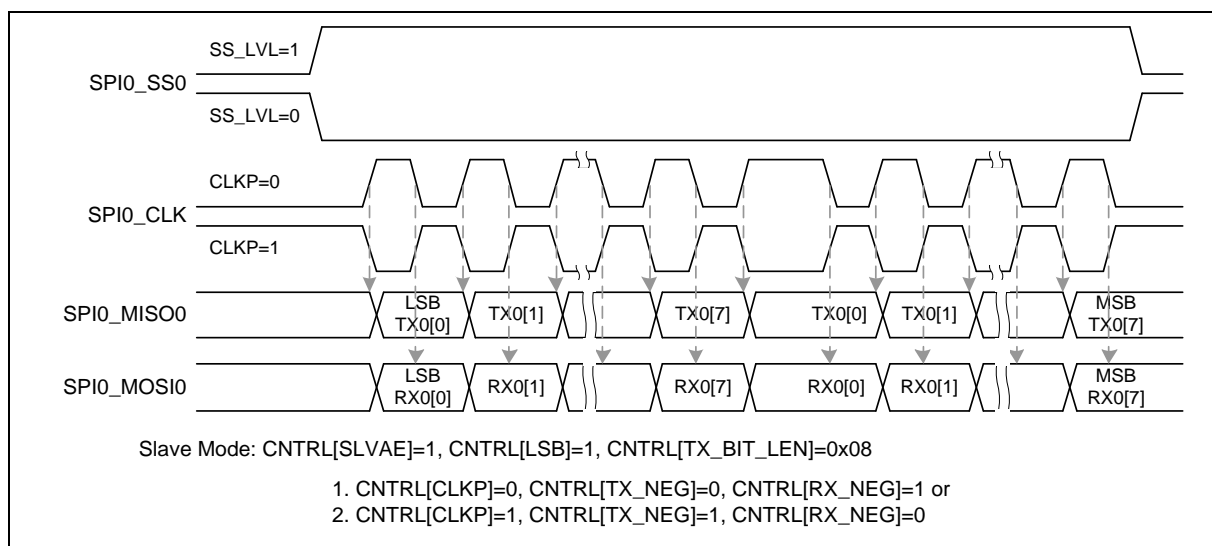 SS_LVL=1
SPI0_SS0
SS_LVL=0
CLKP=0
SPI0_CLK
CLKP=1
SPI0_MISO0
LSB
TX0[0]
TX0[1]
TX0[7]
TX0[0]
TX0[1]
MSB
TX0[7]
SPI0_MOSI0
LSB
RX0[0]
RX0[1]
RX0[7]
RX0[0]
RX0[1]
MSB
RX0[7]
Slave Mode: CNTRL[SLVAE]=1, CNTRL[LSB]=1, CNTRL[TX_BIT_LEN]=0x08
1. CNTRL[CLKP]=0, CNTRL[TX_NEG]=0, CNTRL[RX_NEG]=1 or
2. CNTRL[CLKP]=1, CNTRL[TX_NEG]=1, CNTRL[RX_NEG]=0